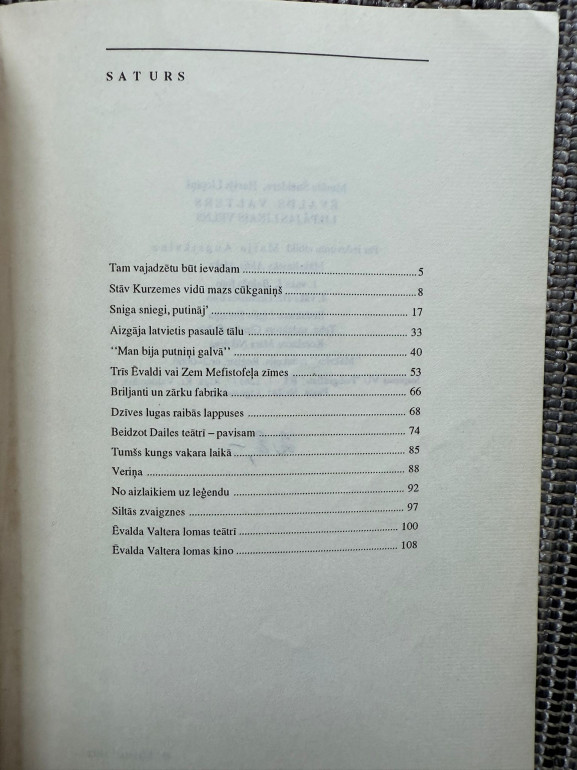 SATURS
Tam vajadzētu būt ievadam 5
Stāv Kurzemes vidū mazs cūkganiņš 8
Sniga sniegi, putināj’ 17
Aizgāja latvietis pasaulē tālu 33
“Man bija putniņi galvā” 40
Trīs Ēvaldi vai Zem Mefistofeļa zīmes 53
Briljanti un zārku fabrika 66
Dzīves lugas raibās lappuses 68
Beidzot Dailes teātrī – pavisam 74
Tumšs kungs vakara laikā 85
Veriņa 88
No aizlaikiem uz leģendu 92
Siltās zvaigznes 97
Ēvalda Valtera lomas teātrī 100
Ēvalda Valtera lomas kino 108